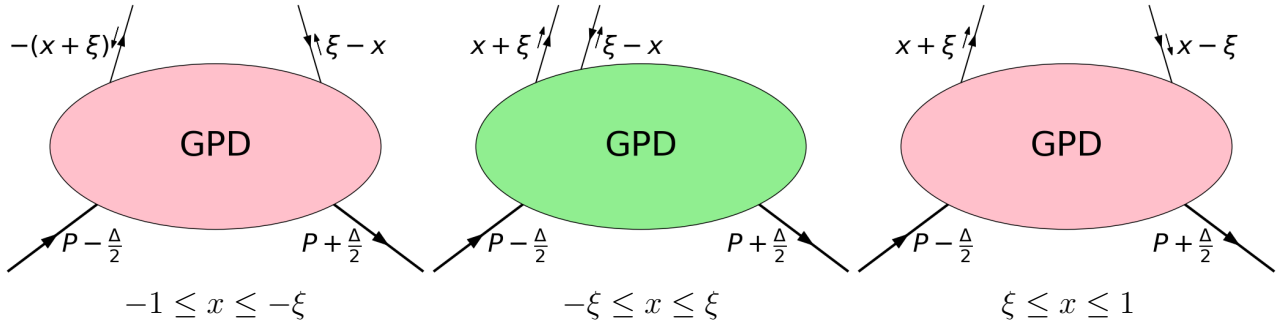 −(x + ξ) ξ − x x + ξ ξ − x x + ξ x − ξ
GPD GPD GPD
P − Δ/2 P + Δ/2 P − Δ/2 P + Δ/2 P − Δ/2 P + Δ/2
−1 ≤ x ≤ −ξ −ξ ≤ x ≤ ξ ξ ≤ x ≤ 1